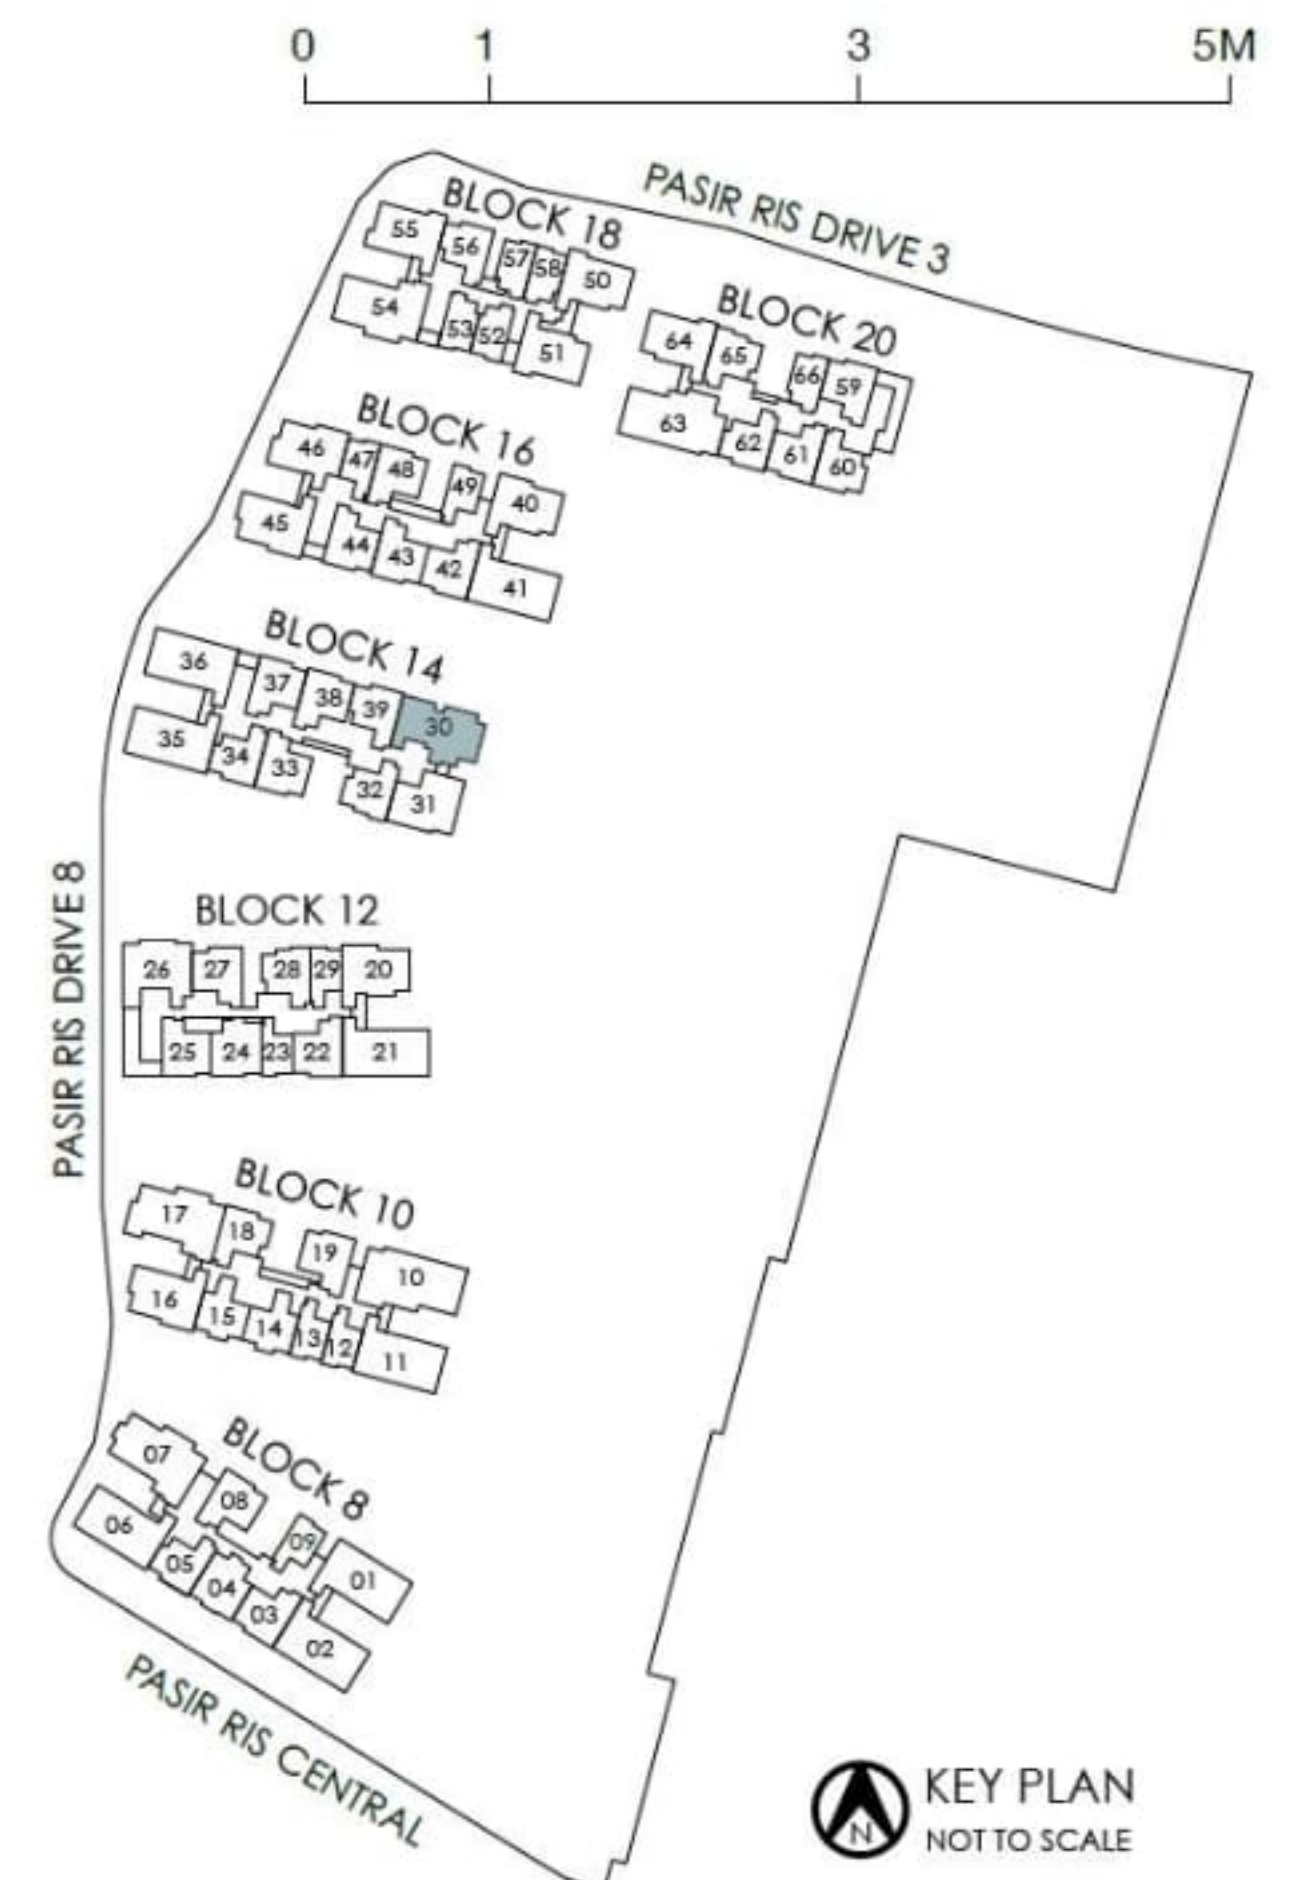 0 1 3 5M
PASIR RIS DRIVE 3
BLOCK 18
55 56 57 58 50
54 53 52 51
BLOCK 20
64 65 66 59
63 62 61 60
BLOCK 16
46 47 48 49 40
45 44 43 42 41
BLOCK 14
36 37 38 39 30
35 34 33 32 31
PASIR RIS DRIVE 8
BLOCK 12
26 27 28 29 20
25 24 23 22 21
BLOCK 10
17 18 19 10
16 15 14 13 12 11
BLOCK 8
07 08 09 01
06 05 04 03 02
PASIR RIS CENTRAL
N
KEY PLAN
NOT TO SCALE